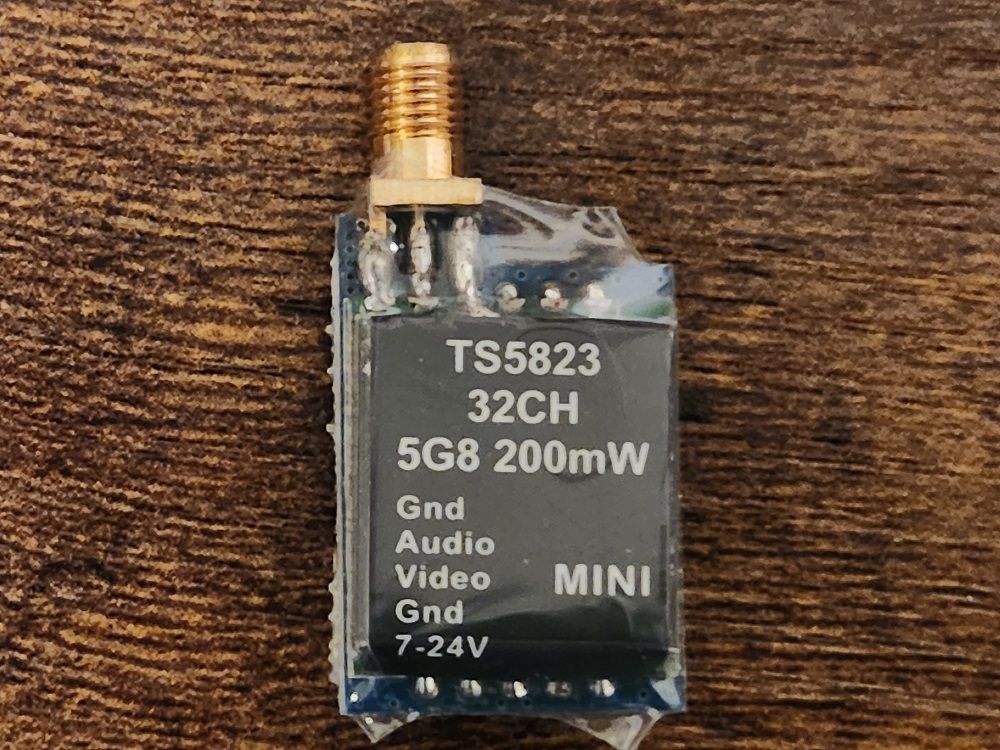 TS5823
32CH
5G8 200mW
Gnd
Audio
Video
MINI
Gnd
7-24V